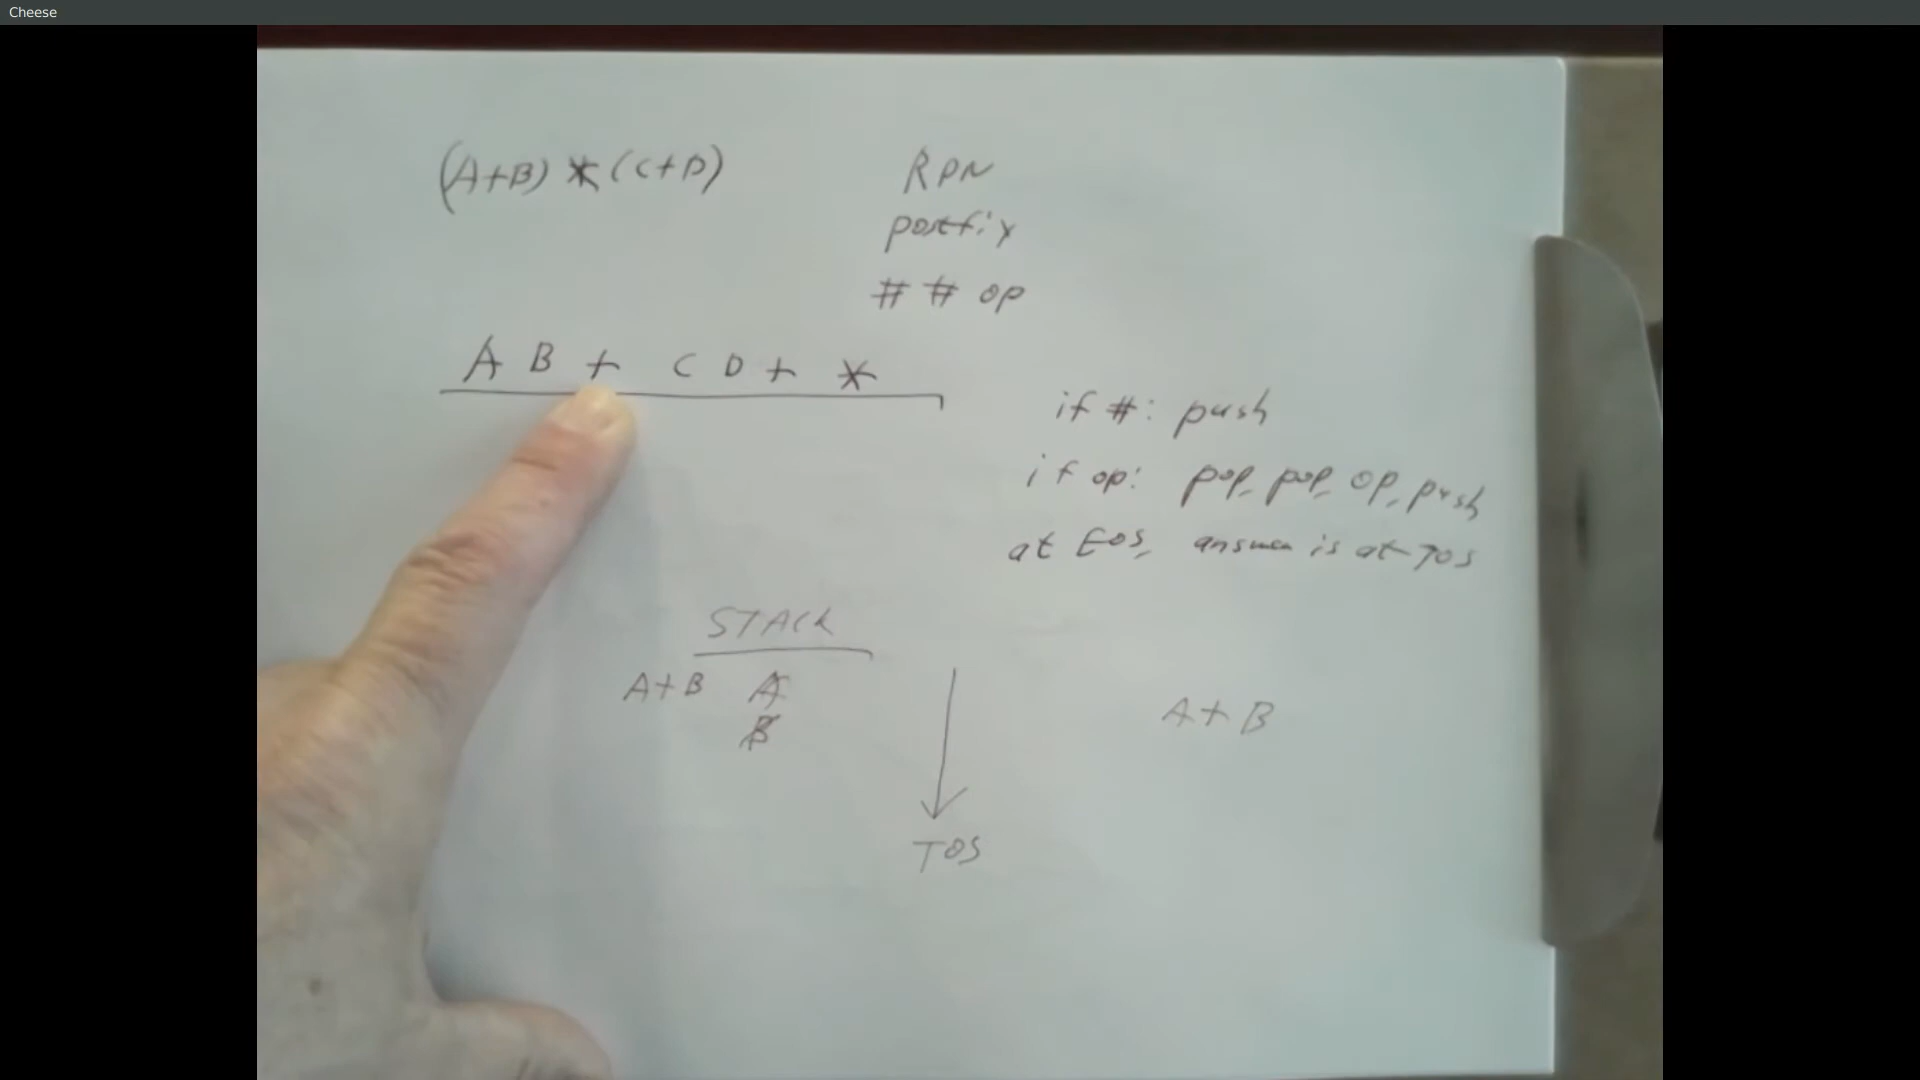 Cheese
(A+B) * (C+D)
RPN
postfix
# # op
A B + C D + *
if #: push
if op: pop, pop, op, push
at EOS, answer is at TOS
STACK
A+B A
B
A+B
TOS